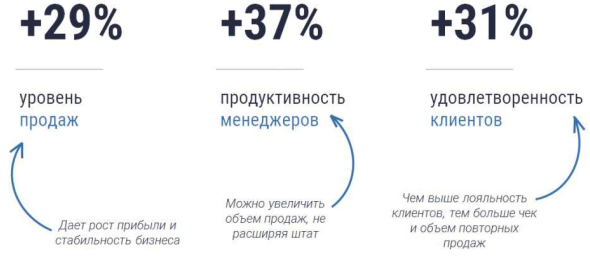 +29%
уровень
продаж
Дает рост прибыли и
стабильность бизнеса
+37%
продуктивность
менеджеров
Можно увеличить
объем продаж, не
расширяя штат
+31%
удовлетворенность
клиентов
Чем выше лояльность
клиентов, тем больше чек
и объем повторных
продаж